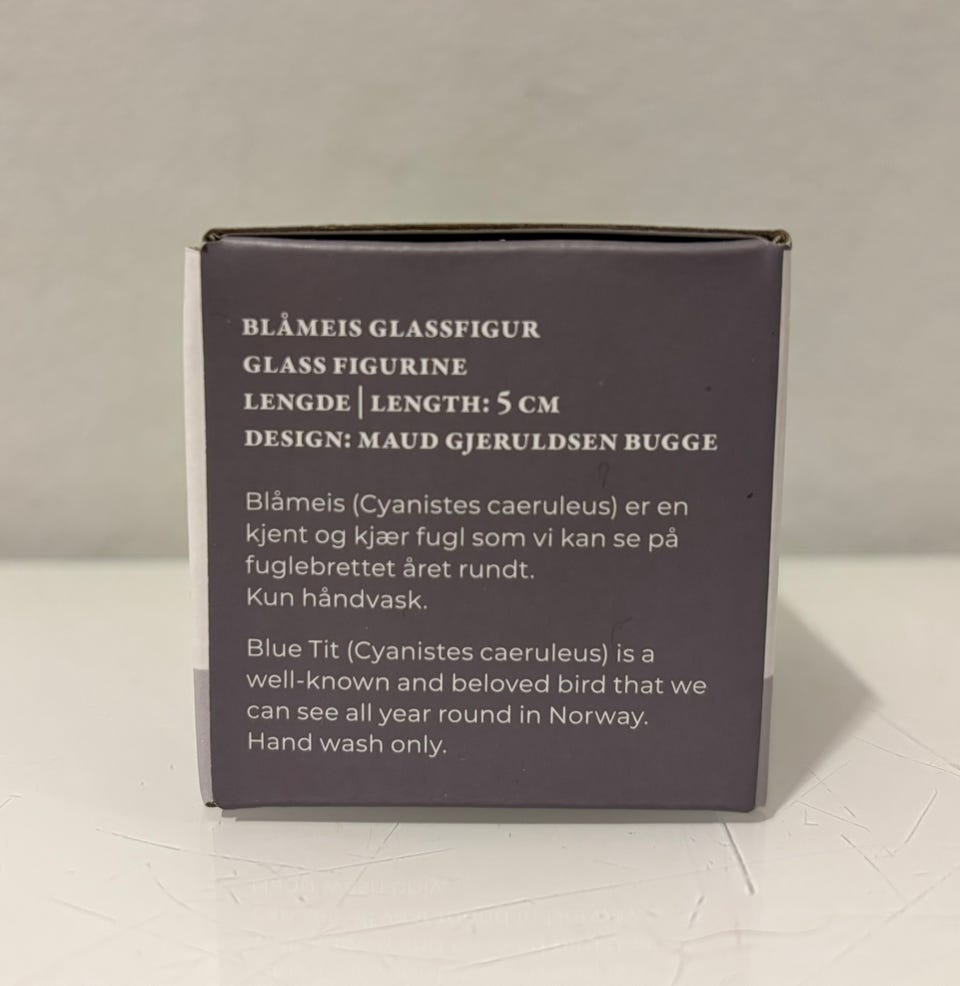 BLÅMEIS GLASSFIGUR
GLASS FIGURINE
LENGDE | LENGTH: 5 CM
DESIGN: MAUD GJERULDSEN BUGGE
Blåmeis (Cyanistes caeruleus) er en
kjent og kjær fugl som vi kan se på
fuglebrettet året rundt.
Kun håndvask.
Blue Tit (Cyanistes caeruleus) is a
well-known and beloved bird that we
can see all year round in Norway.
Hand wash only.